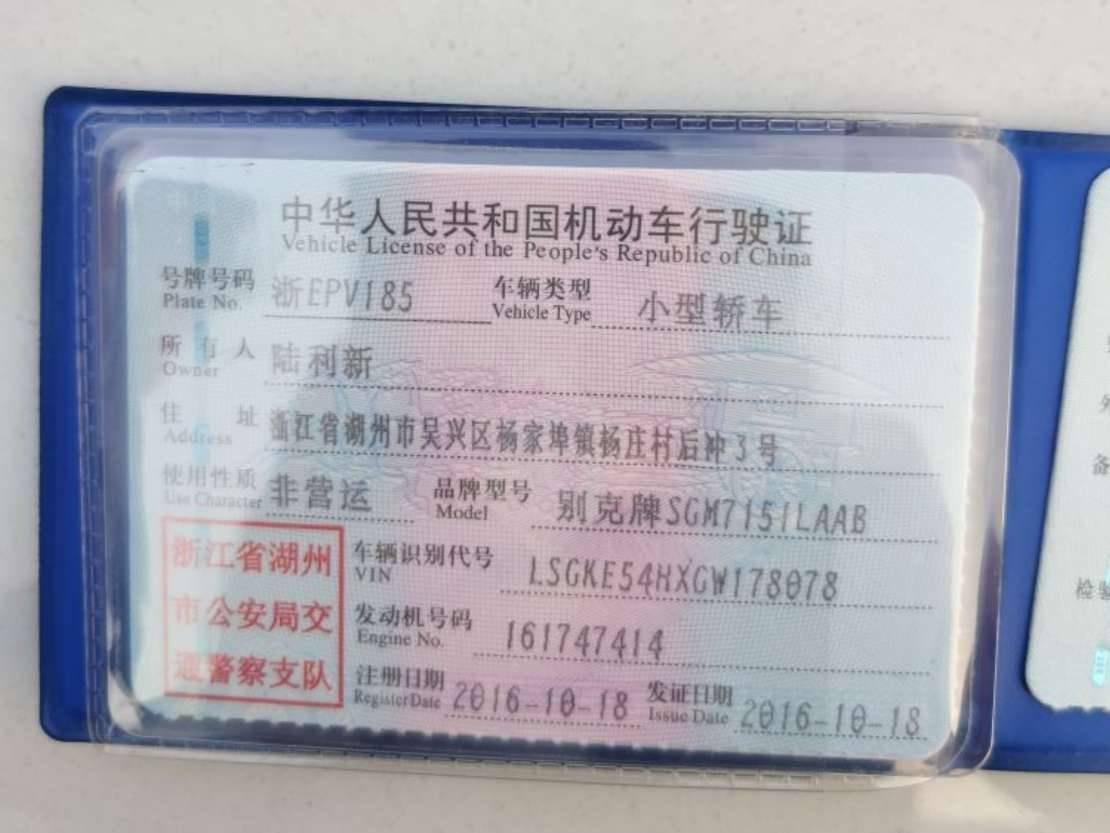 中华人民共和国机动车行驶证
Vehicle License of the People's Republic of China
号牌号码 浙EPV185 车辆类型 小型轿车
Plate No. Vehicle Type
所有人 陆利新
Owner
住址 浙江省湖州市吴兴区杨家埠镇杨庄村后冲3号
Address
使用性质 非营运 品牌型号 别克牌SGM7151LAAB
Use Character Model
浙江省湖州
市公安局交
通警察支队
车辆识别代号 LSGKE54HXGW178078
VIN
发动机号码 161747414
Engine No.
注册日期 2016-10-18 发证日期 2016-10-18
Register Date Issue Date
备
检验